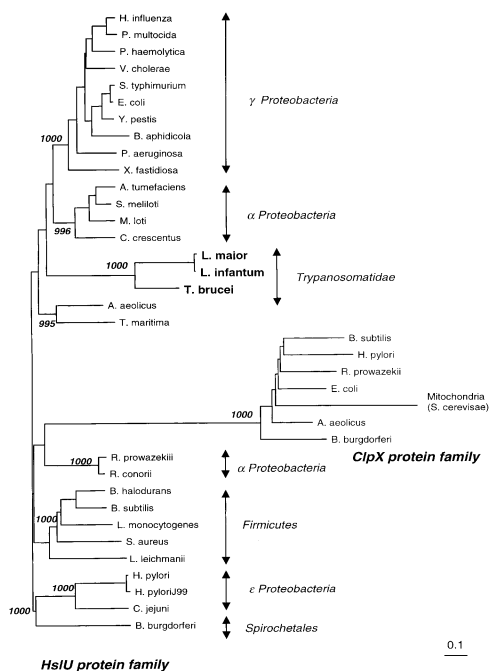 H. influenza
P. multocida
P. haemolytica
V. cholerae
S. typhimurium
E. coli
Y. pestis
B. aphidicola
P. aeruginosa
X. fastidiosa
1000
γ Proteobacteria
A. tumefaciens
S. meliloti
M. loti
C. crescentus
996
α Proteobacteria
L. major
L. infantum
T. brucei
1000
Trypanosomatidae
A. aeolicus
T. maritima
995
B. subtilis
H. pylori
R. prowazekii
E. coli
Mitochondria
(S. cerevisae)
A. aeolicus
B. burgdorferi
1000
ClpX protein family
R. prowazekiii
R. conorii
1000
α Proteobacteria
B. halodurans
B. subtilis
L. monocytogenes
S. aureus
L. leichmanii
1000
Firmicutes
H. pylori
H. pyloriJ99
C. jejuni
1000
ε Proteobacteria
B. burgdorferi
1000
Spirochetales
0.1
HslU protein family